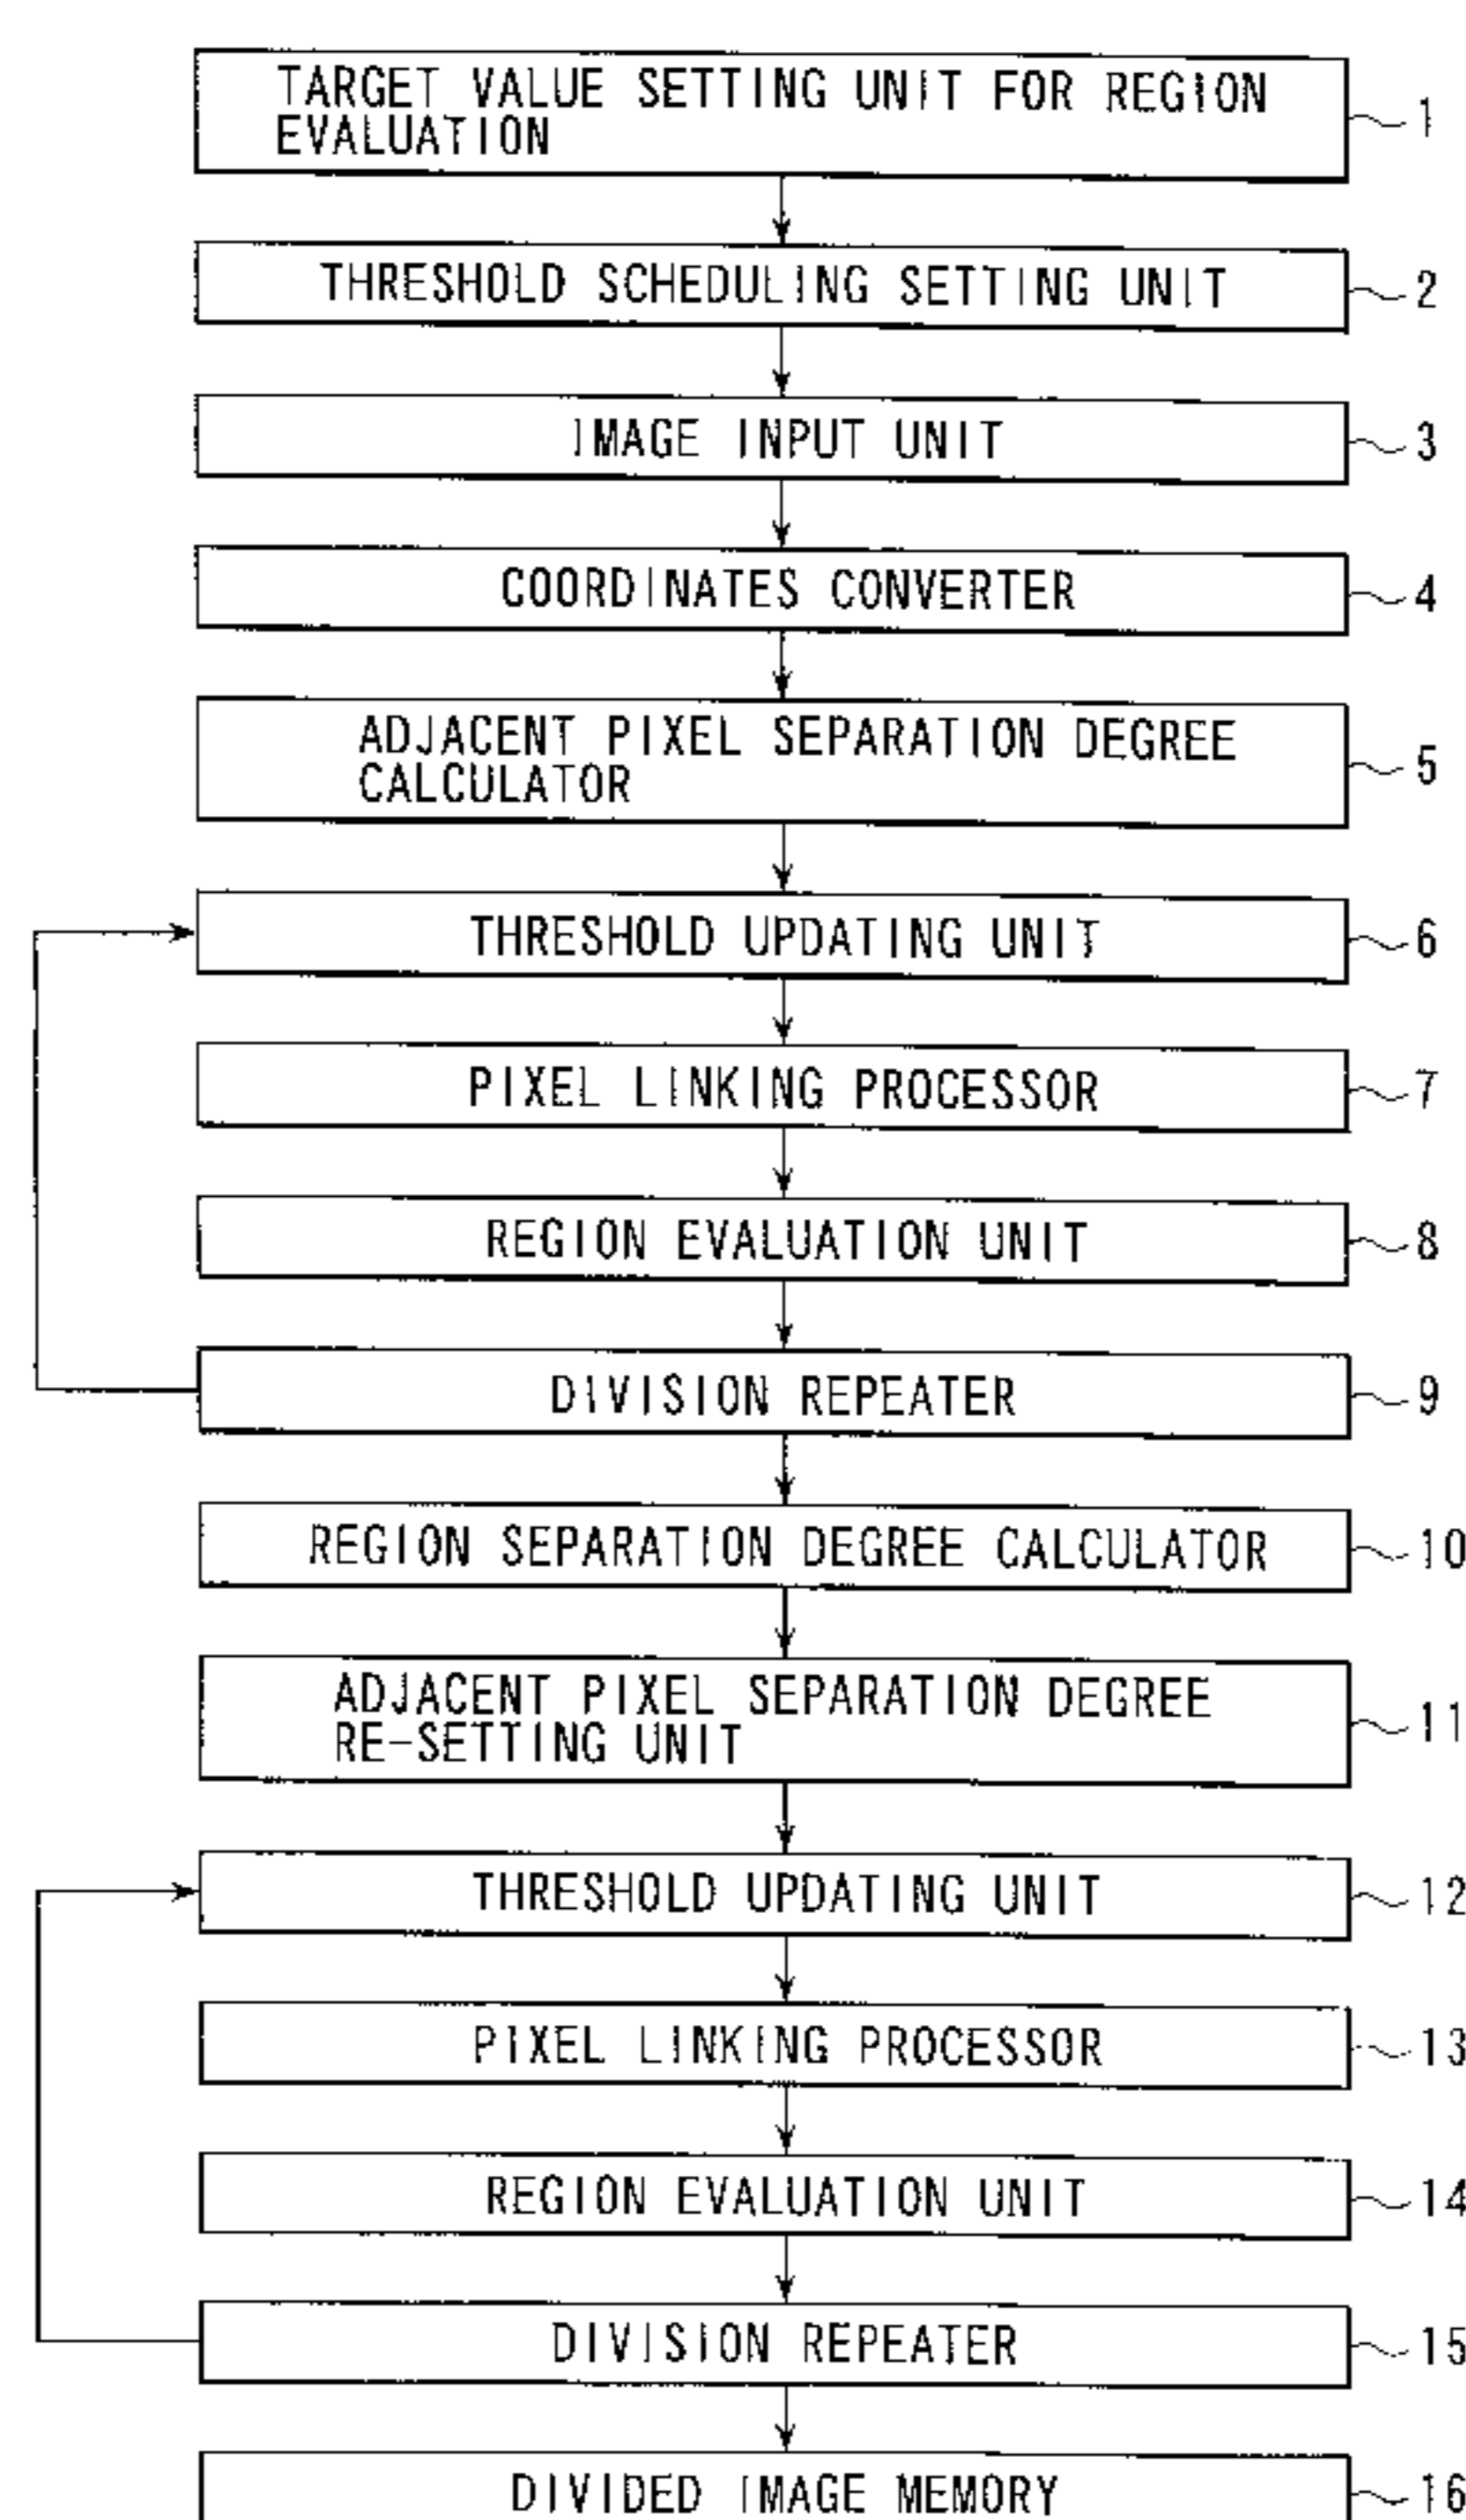 TARGET VALUE SETTING UNIT FOR REGION
EVALUATION
1
THRESHOLD SCHEDULING SETTING UNIT
2
IMAGE INPUT UNIT
3
COORDINATES CONVERTER
4
ADJACENT PIXEL SEPARATION DEGREE
CALCULATOR
5
THRESHOLD UPDATING UNIT
6
PIXEL LINKING PROCESSOR
7
REGION EVALUATION UNIT
8
DIVISION REPEATER
9
REGION SEPARATION DEGREE CALCULATOR
10
ADJACENT PIXEL SEPARATION DEGREE
RE-SETTING UNIT
11
THRESHOLD UPDATING UNIT
12
PIXEL LINKING PROCESSOR
13
REGION EVALUATION UNIT
14
DIVISION REPEATER
15
DIVIDED IMAGE MEMORY
16